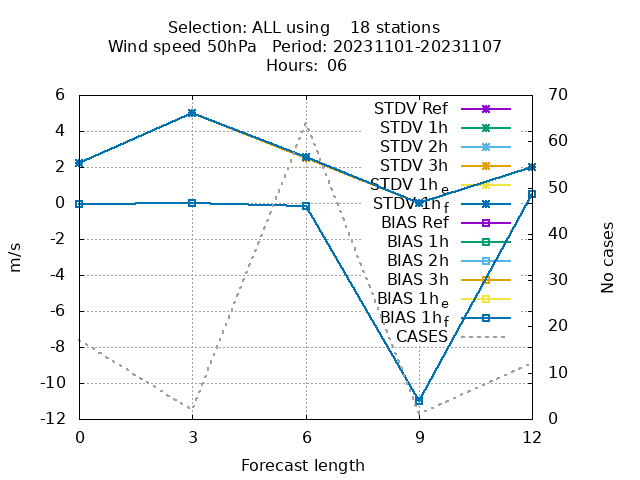 Selection: ALL using    18 stations
Wind speed 50hPa   Period: 20231101-20231107
Hours: 06
6
4
2
0
-2
-4
-6
-8
-10
-12
m/s
70
60
50
40
30
20
10
0
No cases
STDV Ref
STDV 1h
STDV 2h
STDV 3h
STDV 1he
STDV 1hf
BIAS Ref
BIAS 1h
BIAS 2h
BIAS 3h
BIAS 1he
BIAS 1hf
CASES
0 3 6 9 12
Forecast length